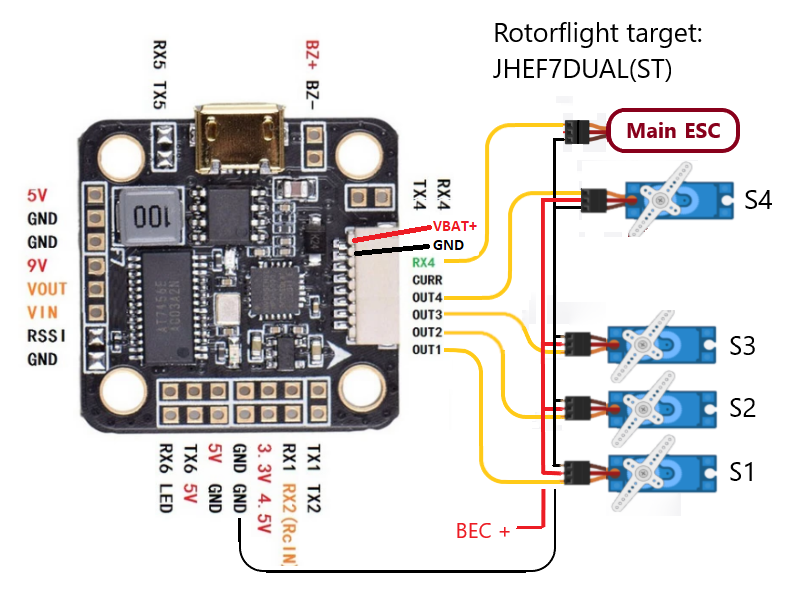 Rotorflight target:
JHEF7DUAL(ST)
RX5 TX5
BZ+ BZ-
Main ESC
S4
TX4 RX4
5V
GND
GND
9V
VOUT
VIN
RSSI
GND
100
AT7456E
VBAT+
GND
RX4
CURR
OUT4
OUT3
OUT2
OUT1
S3
S2
S1
RX6 TX6 5V GND 3.3V RX1 TX1
LED 5V GND GND 4.5V RX2(RcIN) TX2
BEC +